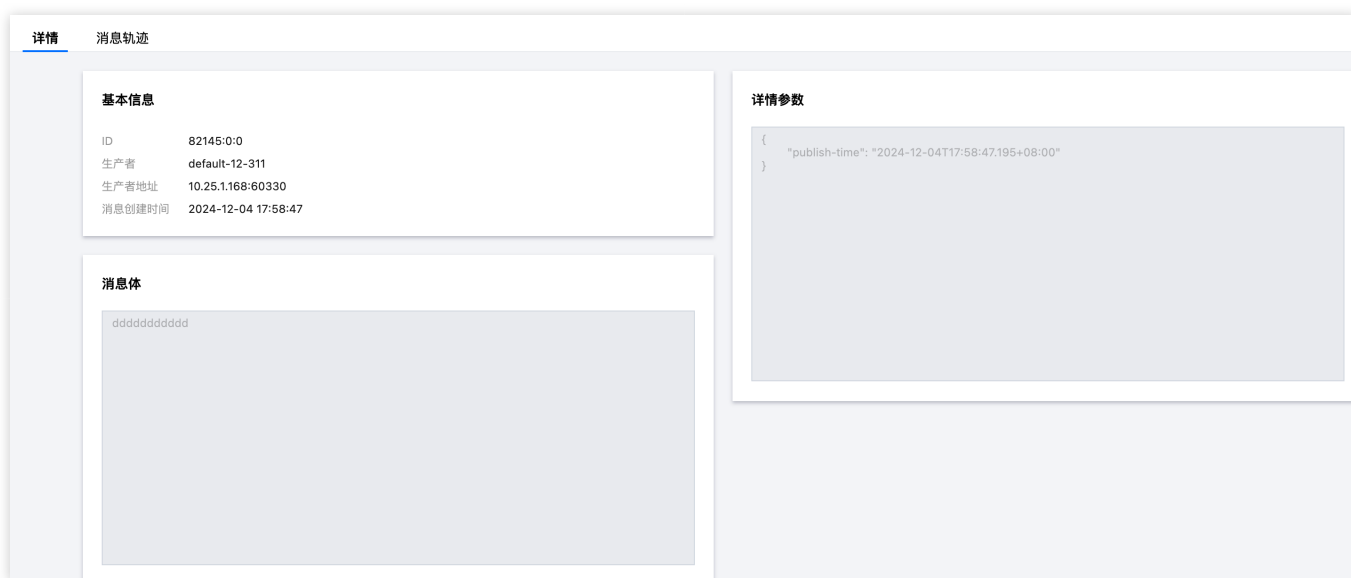 详情 消息轨迹
基本信息
ID 82145:0:0
生产者 default-12-311
生产者地址 10.25.1.168:60330
消息创建时间 2024-12-04 17:58:47
消息体
ddddddddddd
详情参数
{
"publish-time": "2024-12-04T17:58:47.195+08:00"
}